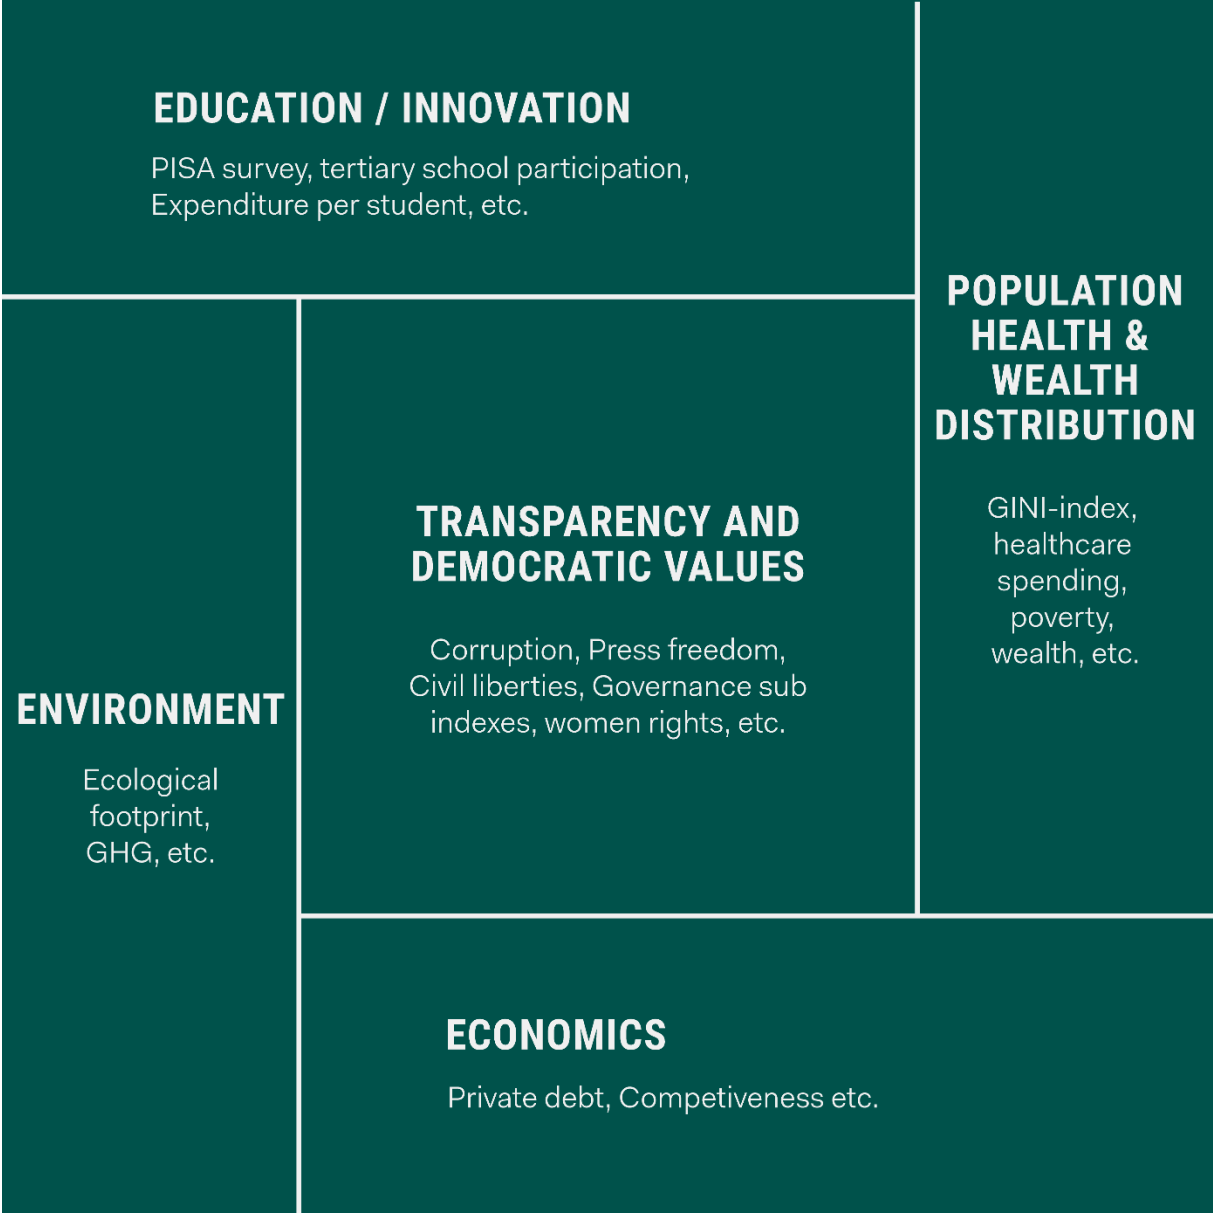 EDUCATION / INNOVATION
PISA survey, tertiary school participation,
Expenditure per student, etc.
POPULATION
HEALTH &
WEALTH
DISTRIBUTION
GINI-index,
healthcare
spending,
poverty,
wealth, etc.
TRANSPARENCY AND
DEMOCRATIC VALUES
Corruption, Press freedom,
Civil liberties, Governance sub
indexes, women rights, etc.
ENVIRONMENT
Ecological
footprint,
GHG, etc.
ECONOMICS
Private debt, Competiveness etc.